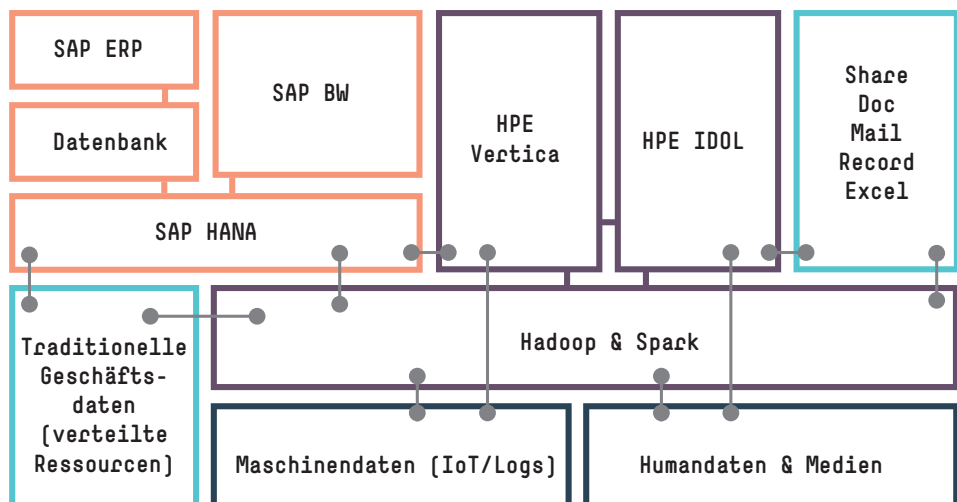 SAP ERP
Datenbank
SAP BW
SAP HANA
HPE
Vertica
HPE IDOL
Share
Doc
Mail
Record
Excel
Traditionelle
Geschäfts-
daten
(verteilte
Ressourcen)
Hadoop & Spark
Maschinendaten (IoT/Logs)
Humandaten & Medien